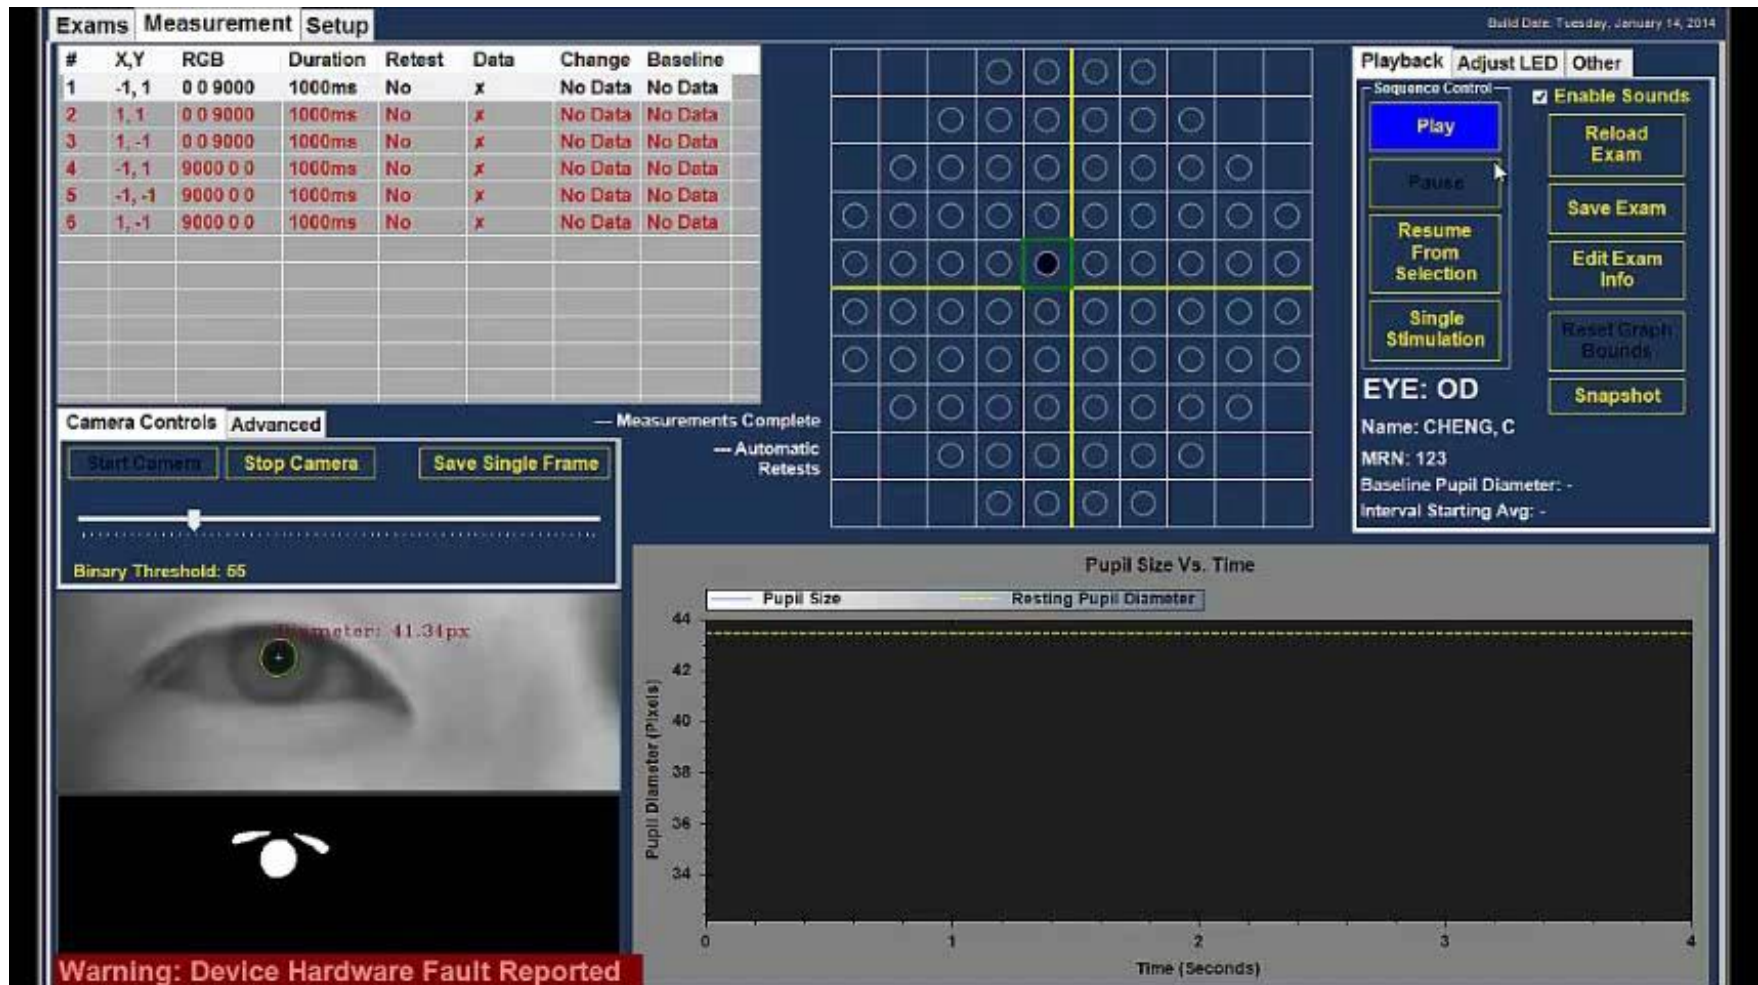 Exams Measurement Setup
Build Date: Tuesday, January 14, 2014
# X,Y RGB Duration Retest Data Change Baseline
1 -1, 1 0 0 9000 1000ms No x No Data No Data
2 1, 1 0 0 9000 1000ms No x No Data No Data
3 1, -1 0 0 9000 1000ms No x No Data No Data
4 -1, 1 9000 0 0 1000ms No x No Data No Data
5 -1, -1 9000 0 0 1000ms No x No Data No Data
6 1, -1 9000 0 0 1000ms No x No Data No Data
Playback Adjust LED Other
Sequence Control
Enable Sounds
Play
Pause
Resume
From
Selection
Single
Stimulation
Reload
Exam
Save Exam
Edit Exam
Info
Reset Graph
Bounds
Snapshot
EYE: OD
Name: CHENG, C
MRN: 123
Baseline Pupil Diameter: -
Interval Starting Avg: -
Camera Controls Advanced
— Measurements Complete
--- Automatic
Retests
Start Camera Stop Camera Save Single Frame
Binary Threshold: 55
Diameter: 41.34px
Warning: Device Hardware Fault Reported
Pupil Size Vs. Time
Pupil Size Resting Pupil Diameter
Pupil Diameter (Pixels)
44
42
40
38
36
34
0 1 2 3 4
Time (Seconds)